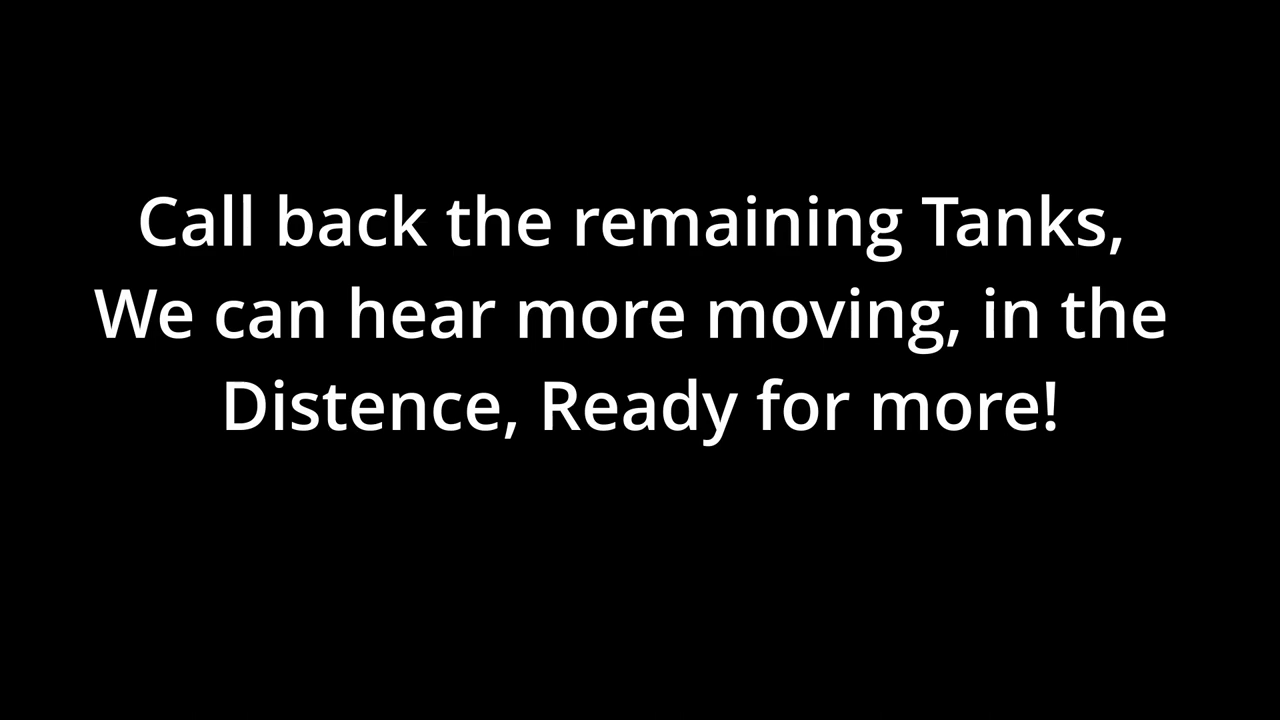 Call back the remaining Tanks,
We can hear more moving, in the
Distence, Ready for more!